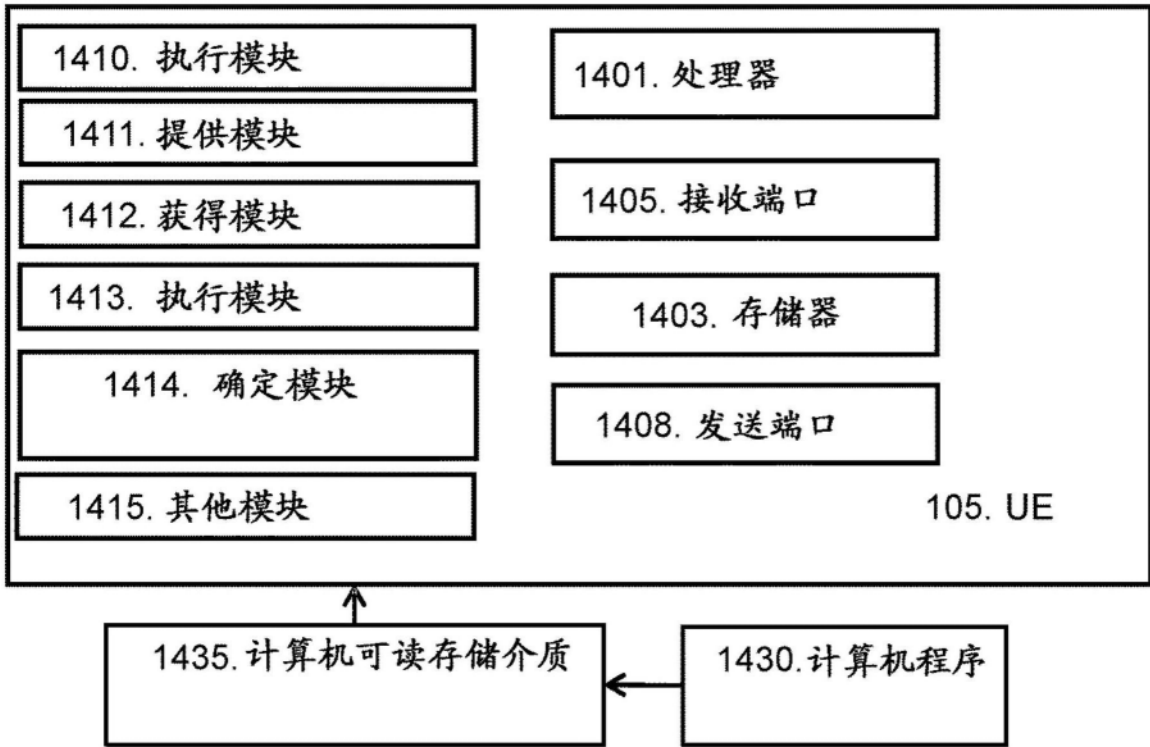 1410. 执行模块
1411. 提供模块
1412. 获得模块
1413. 执行模块
1414. 确定模块
1415. 其他模块
1401. 处理器
1405. 接收端口
1403. 存储器
1408. 发送端口
105. UE
1435. 计算机可读存储介质
1430. 计算机程序